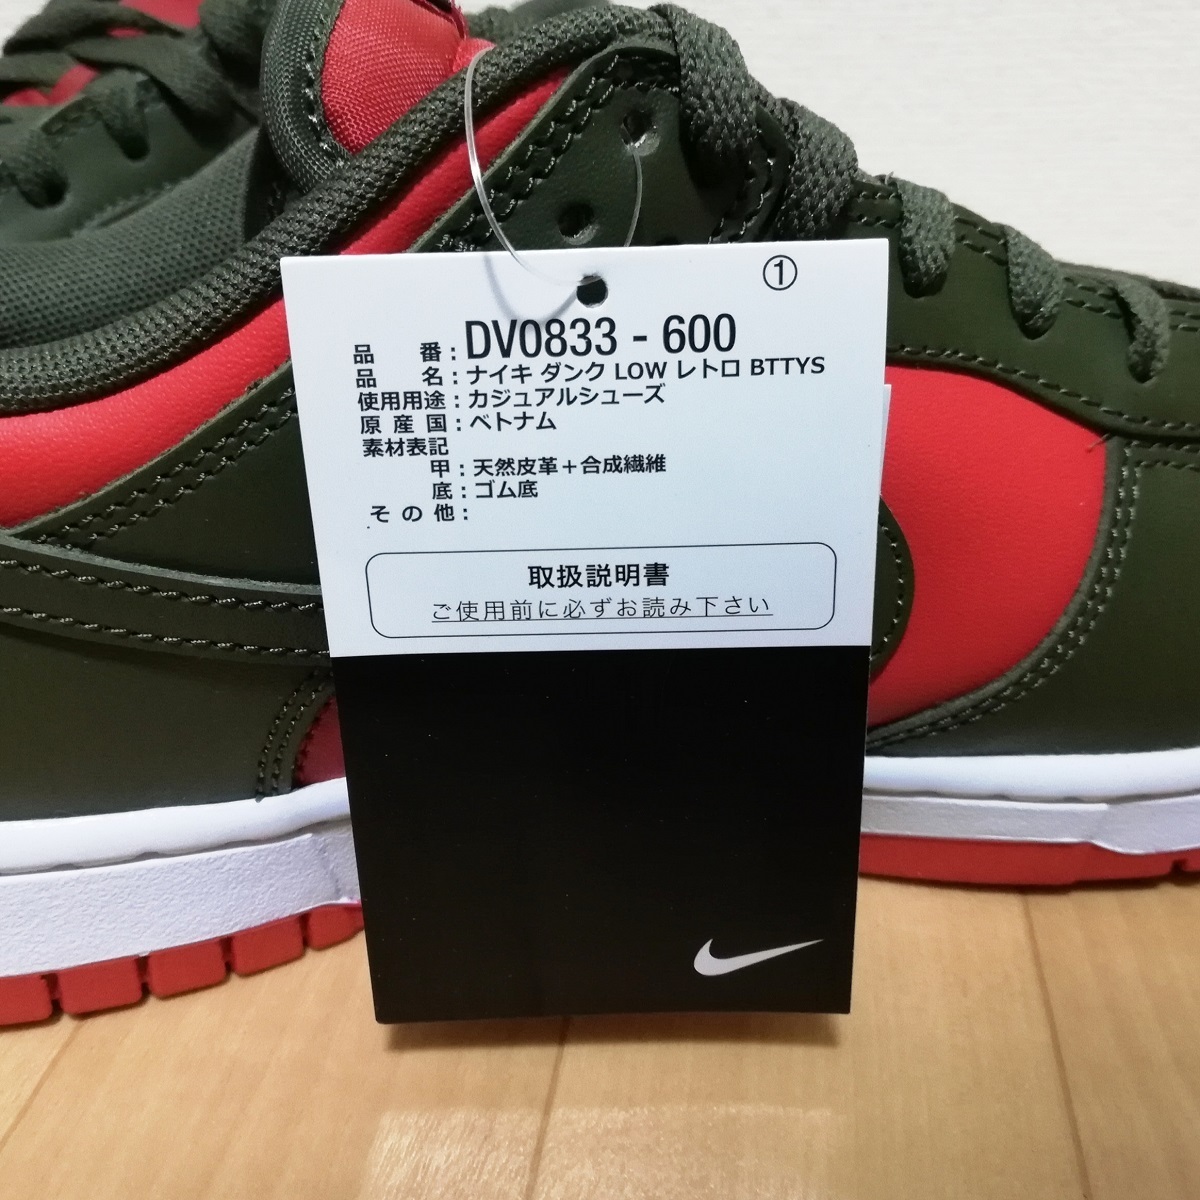 ①
品 番：DV0833 - 600
品 名：ナイキ ダンク LOW レトロ BTTYS
使用用途：カジュアルシューズ
原 産 国：ベトナム
素材表記
甲：天然皮革＋合成繊維
底：ゴム底
そ の 他：
取扱説明書
ご使用前に必ずお読み下さい